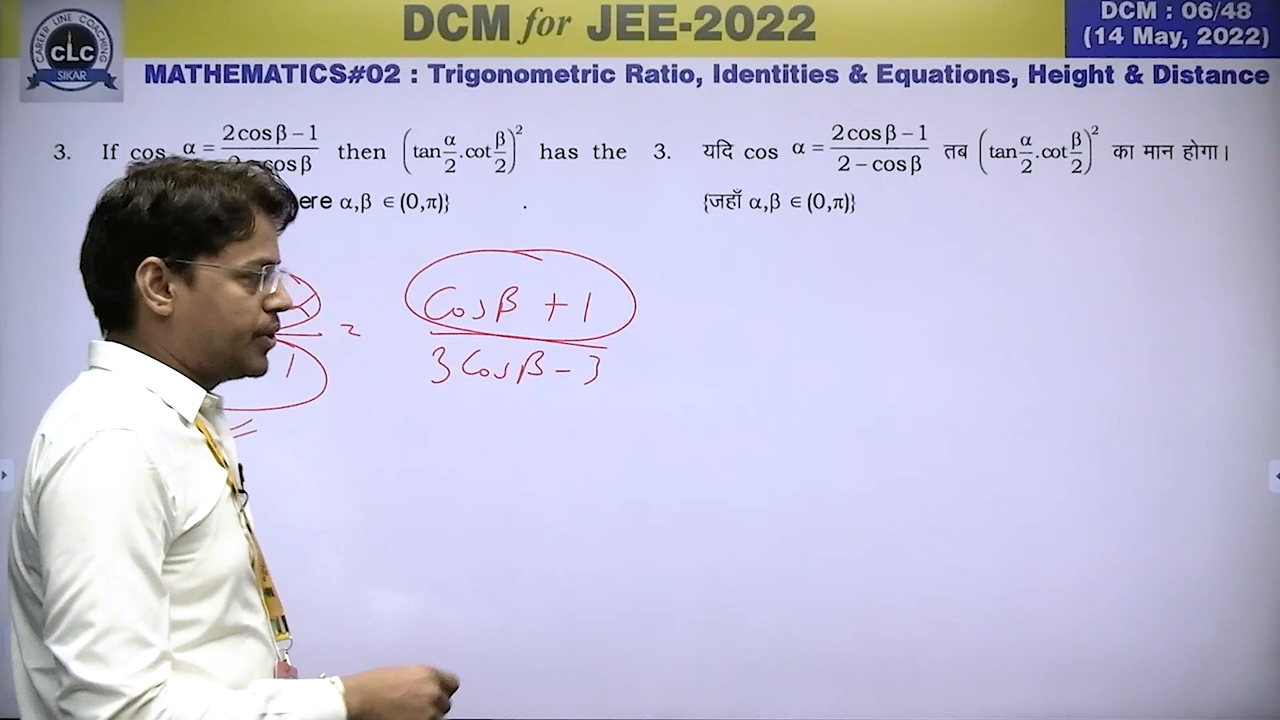 DCM for JEE-2022
DCM : 06/48
(14 May, 2022)
CAREER LINE COACHING
CLC
SIKAR
MATHEMATICS#02 : Trigonometric Ratio, Identities & Equations, Height & Distance
3. If cos α = (2cosβ−1)/(2−cosβ) then (tan α/2 . cot β/2)² has the
ere α,β ∈(0,π)} .
3. यदि cos α = (2cosβ−1)/(2−cosβ) तब (tan α/2 . cot β/2)² का मान होगा।
{जहाँ α,β ∈(0,π)}
1 = (Cosβ + 1)/(3Cosβ − 3)